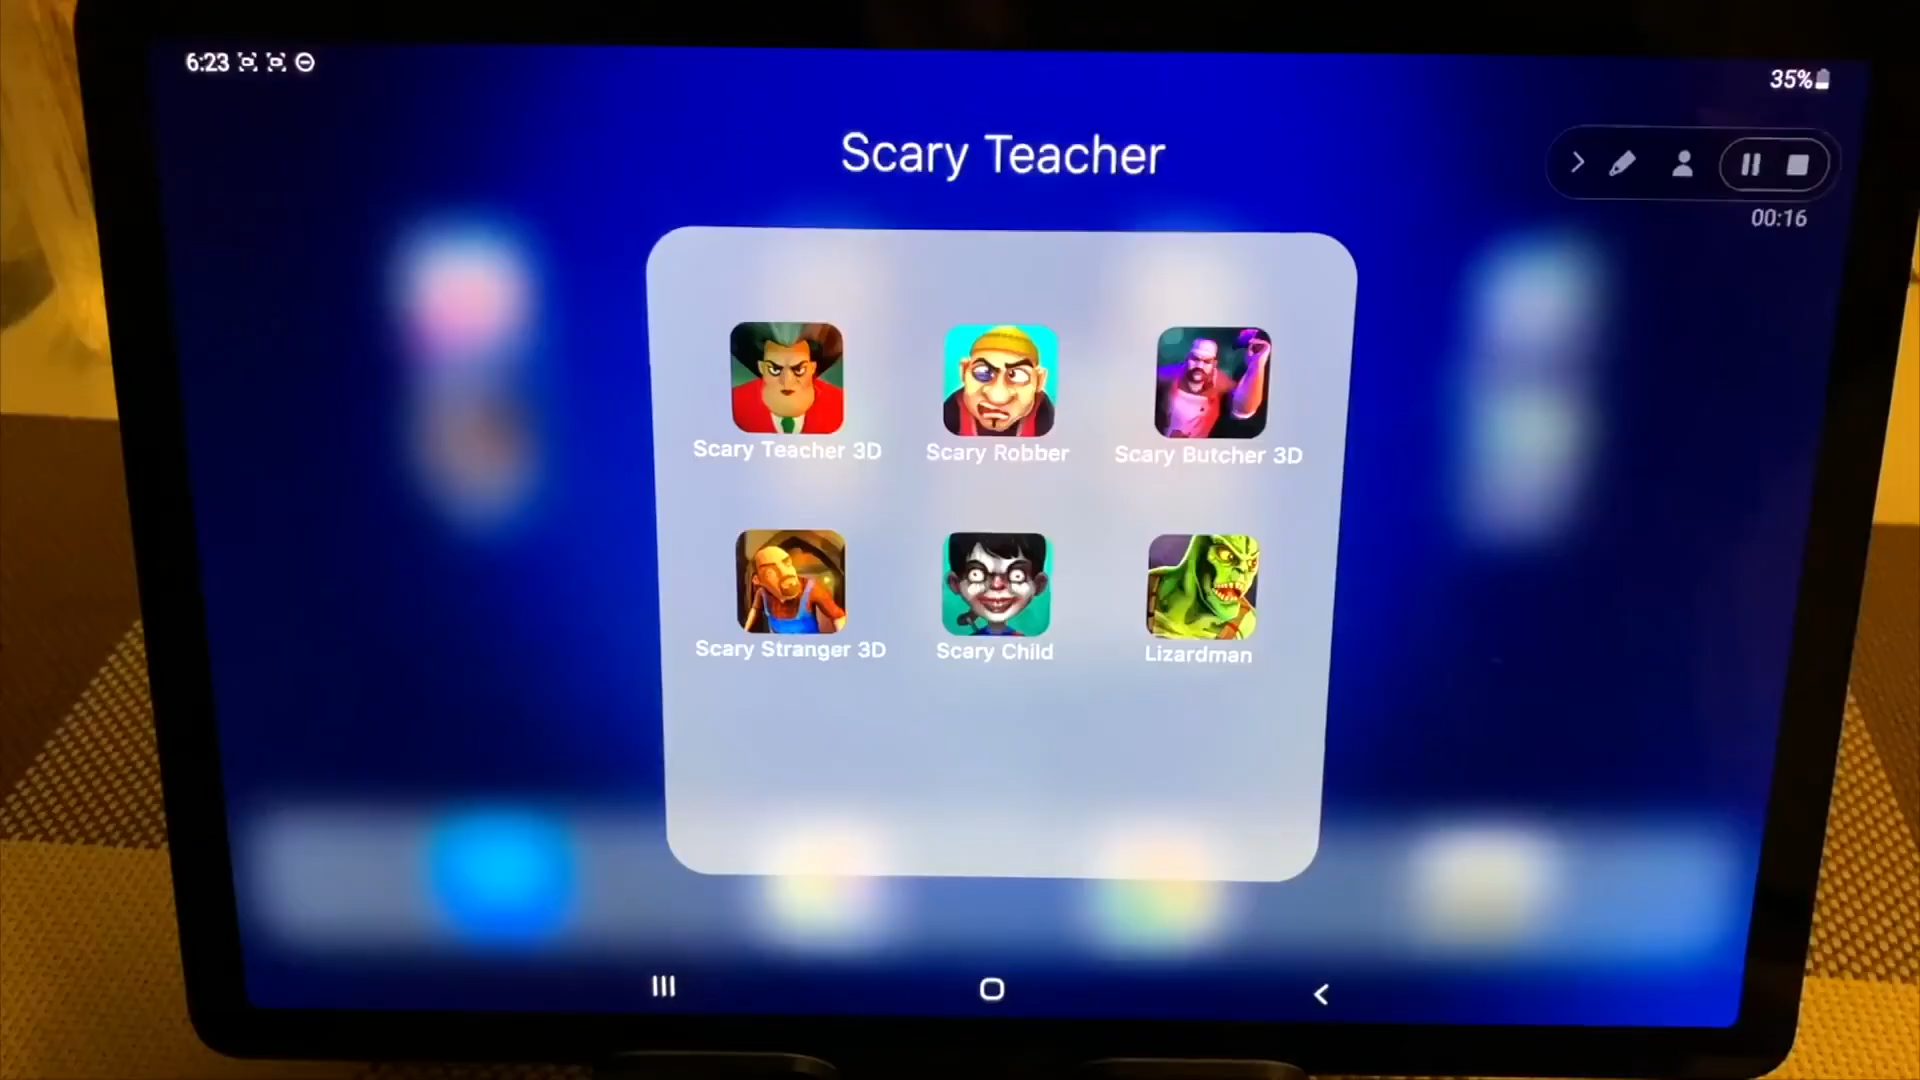 6:23
35%
Scary Teacher
00:16
Scary Teacher 3D
Scary Robber
Scary Butcher 3D
Scary Stranger 3D
Scary Child
Lizardman